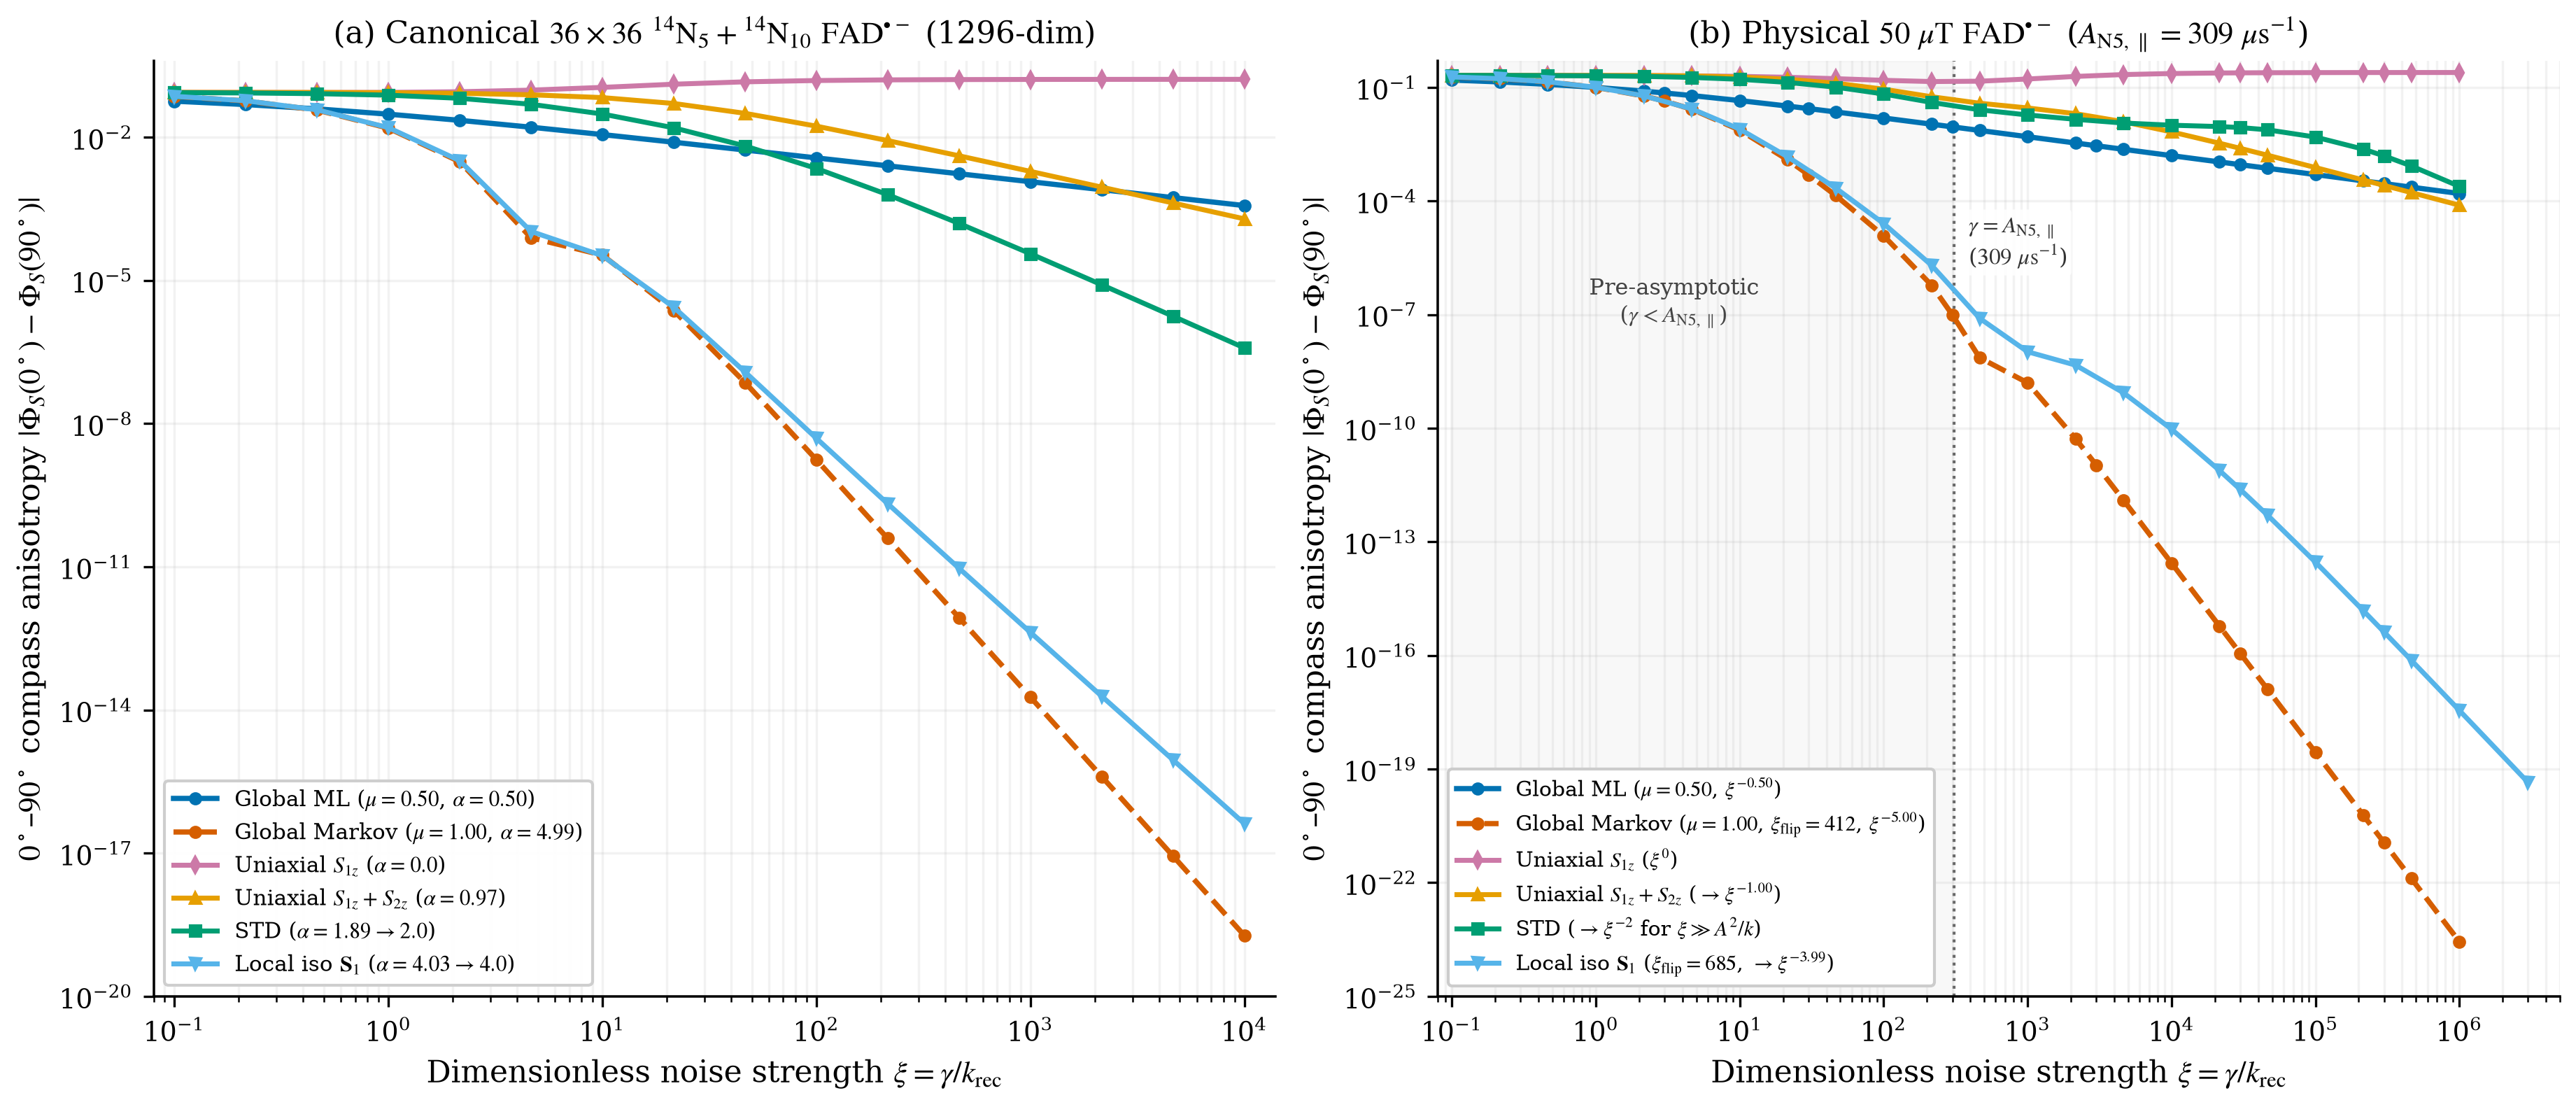 (a) Canonical 36 × 36 ¹⁴N₅ + ¹⁴N₁₀ FAD•− (1296-dim)
0°–90° compass anisotropy |Φ_S(0°) − Φ_S(90°)|
10⁻²
10⁻⁵
10⁻⁸
10⁻¹¹
10⁻¹⁴
10⁻¹⁷
10⁻²⁰
Global ML (μ = 0.50, α = 0.50)
Global Markov (μ = 1.00, α = 4.99)
Uniaxial S₁z (α = 0.0)
Uniaxial S₁z + S₂z (α = 0.97)
STD (α = 1.89 → 2.0)
Local iso S₁ (α = 4.03 → 4.0)
10⁻¹ 10⁰ 10¹ 10² 10³ 10⁴
Dimensionless noise strength ξ = γ/k_rec
(b) Physical 50 μT FAD•− (A_N5, ∥ = 309 μs⁻¹)
0°–90° compass anisotropy |Φ_S(0°) − Φ_S(90°)|
10⁻¹
10⁻⁴
10⁻⁷
10⁻¹⁰
10⁻¹³
10⁻¹⁶
10⁻¹⁹
10⁻²²
10⁻²⁵
γ = A_N5, ∥
(309 μs⁻¹)
Pre-asymptotic
(γ < A_N5, ∥)
Global ML (μ = 0.50, ξ^−0.50)
Global Markov (μ = 1.00, ξ_flip = 412, ξ^−5.00)
Uniaxial S₁z (ξ⁰)
Uniaxial S₁z + S₂z (→ ξ^−1.00)
STD (→ ξ⁻² for ξ ≫ A²/k)
Local iso S₁ (ξ_flip = 685, → ξ^−3.99)
10⁻¹ 10⁰ 10¹ 10² 10³ 10⁴ 10⁵ 10⁶
Dimensionless noise strength ξ = γ/k_rec